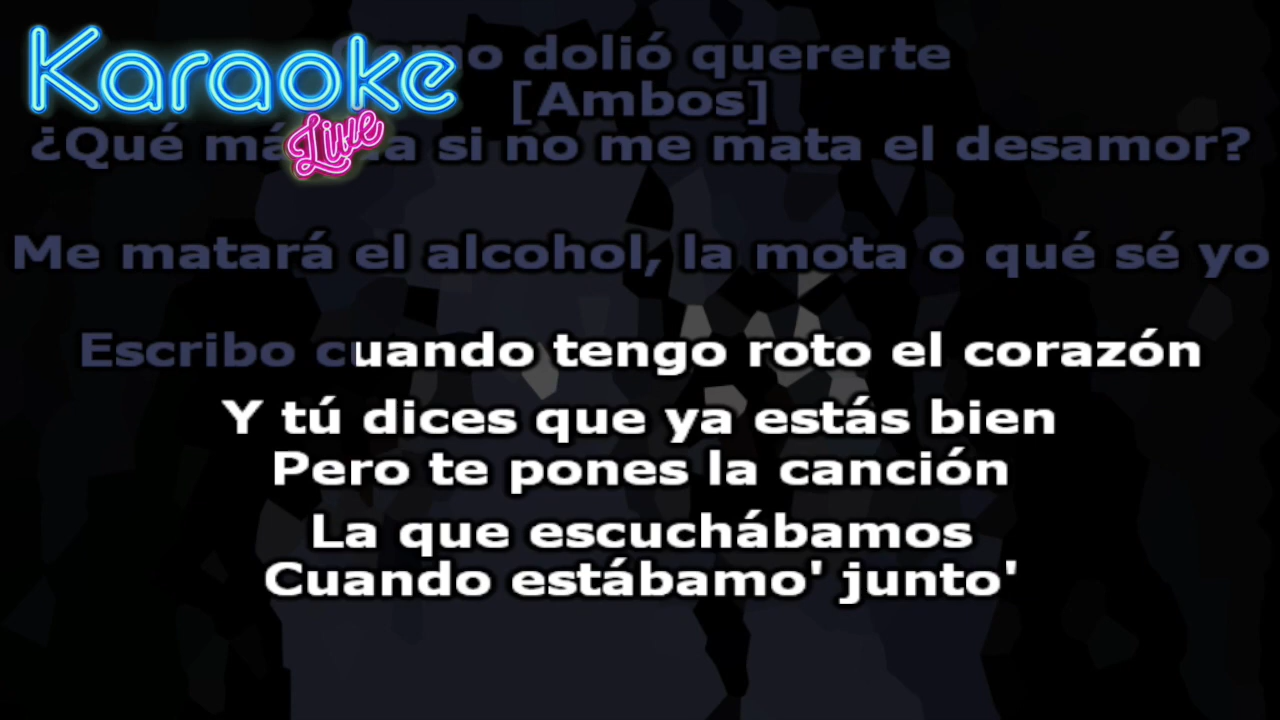 Karaoke
Live
dolió quererte
[Ambos]
¿Qué si no me mata el desamor?
Me matará el alcohol, la mota o qué sé yo
Escribo cuando tengo roto el corazón
Y tú dices que ya estás bien
Pero te pones la canción
La que escuchábamos
Cuando estábamo' junto'